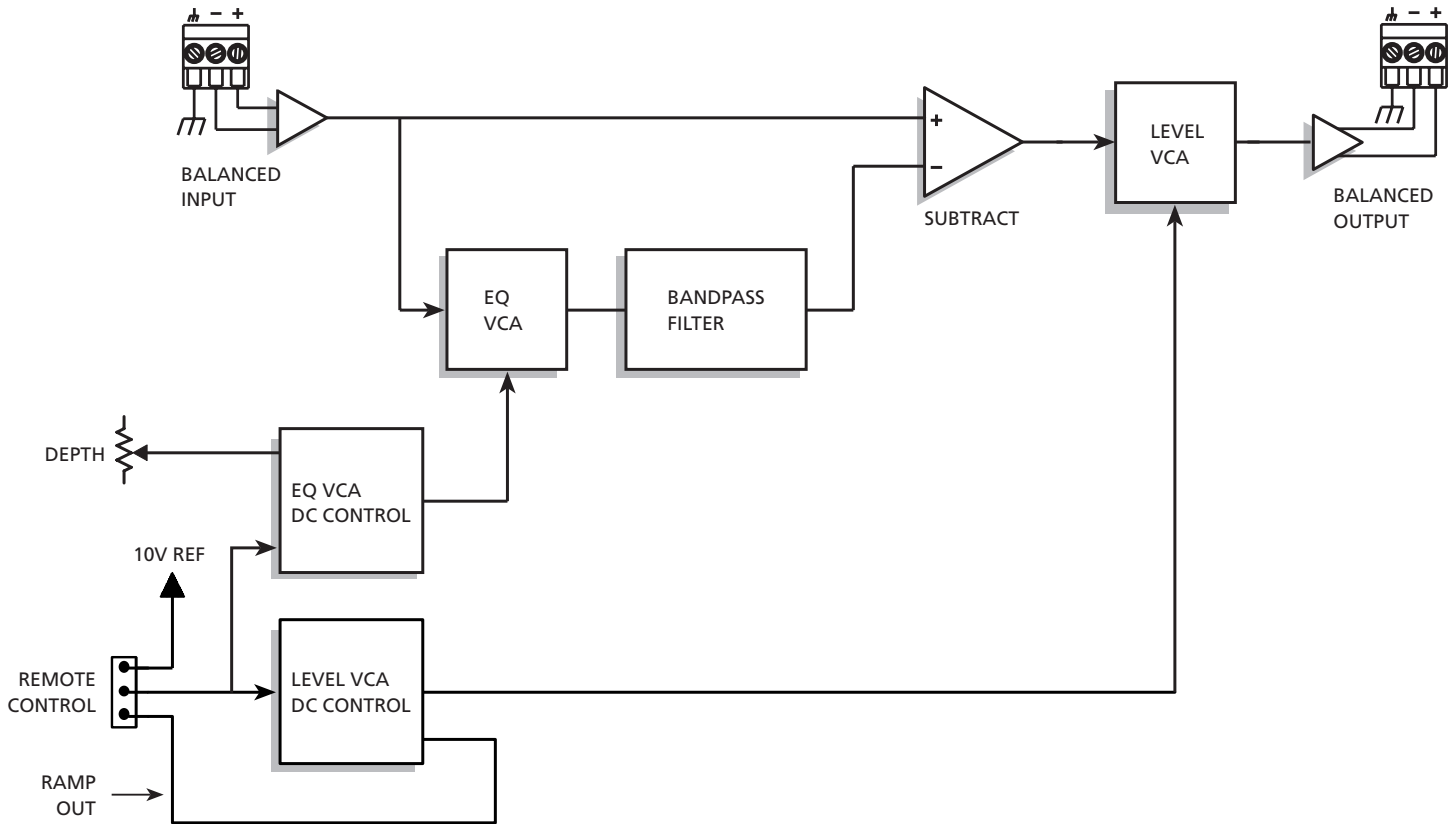 − +
− +
BALANCED
INPUT
+
−
SUBTRACT
LEVEL
VCA
BALANCED
OUTPUT
EQ
VCA
BANDPASS
FILTER
DEPTH
EQ VCA
DC CONTROL
10V REF
REMOTE
CONTROL
LEVEL VCA
DC CONTROL
RAMP
OUT